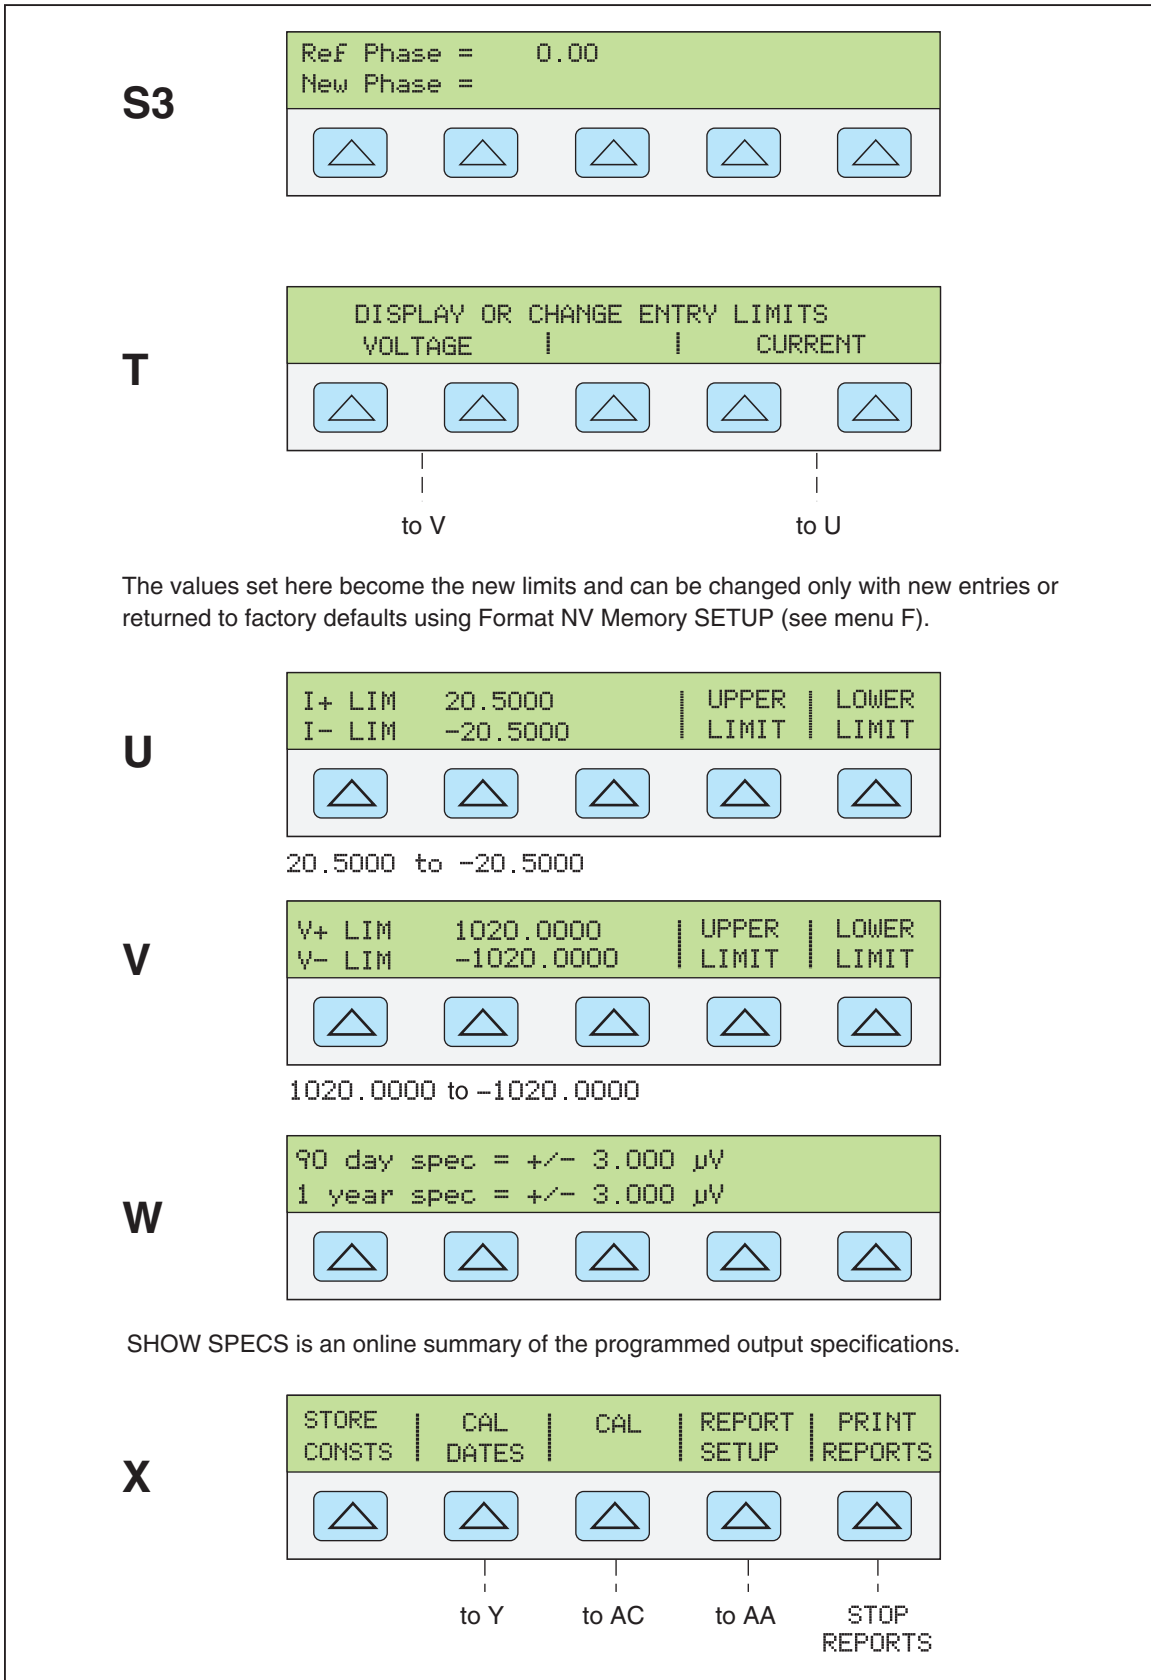 S3
Ref Phase = 0.00
New Phase =
T
DISPLAY OR CHANGE ENTRY LIMITS
VOLTAGE | | CURRENT
to V to U
The values set here become the new limits and can be changed only with new entries or
returned to factory defaults using Format NV Memory SETUP (see menu F).
U
I+ LIM 20.5000 | UPPER | LOWER
I- LIM -20.5000 | LIMIT | LIMIT
20.5000 to -20.5000
V
V+ LIM 1020.0000 | UPPER | LOWER
V- LIM -1020.0000 | LIMIT | LIMIT
1020.0000 to -1020.0000
W
90 day spec = +/- 3.000 µV
1 year spec = +/- 3.000 µV
SHOW SPECS is an online summary of the programmed output specifications.
X
STORE | CAL | CAL | REPORT | PRINT
CONSTS | DATES | | SETUP | REPORTS
to Y to AC to AA STOP
REPORTS